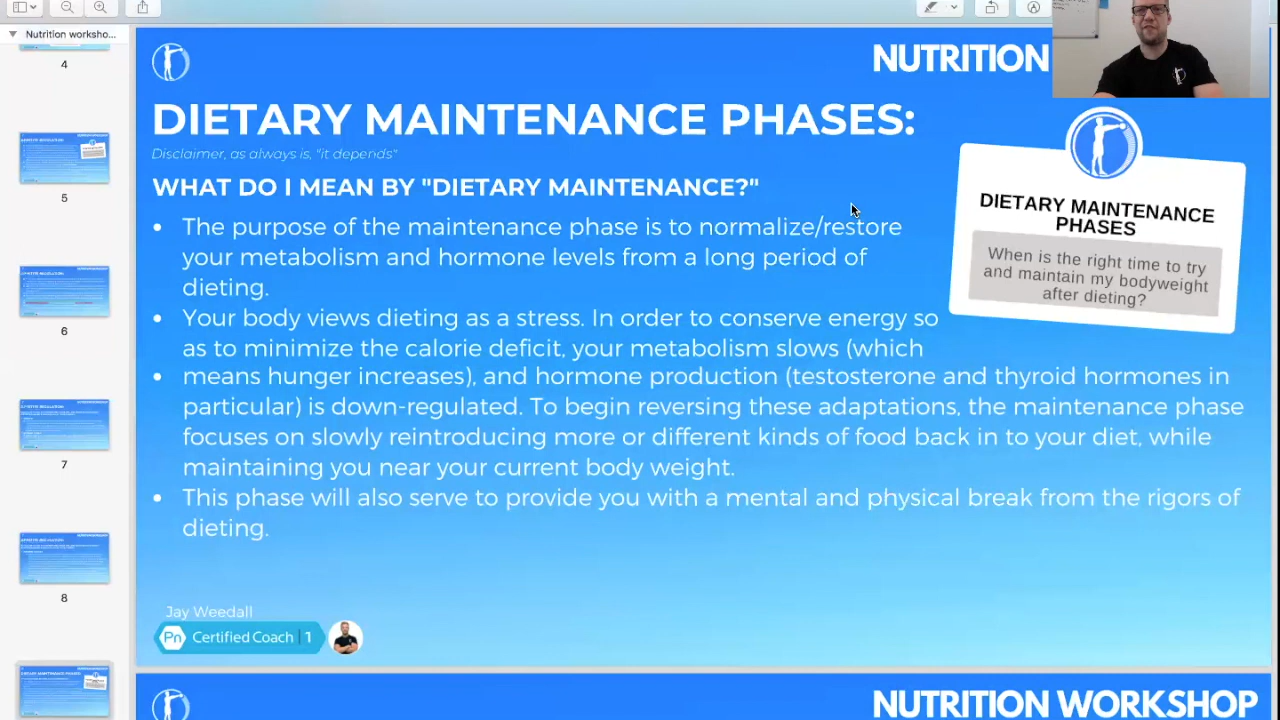 Nutrition worksho...
4
5
6
7
8
NUTRITION
DIETARY MAINTENANCE PHASES:
Disclaimer, as always is, "it depends"
WHAT DO I MEAN BY "DIETARY MAINTENANCE?"
• The purpose of the maintenance phase is to normalize/restore
your metabolism and hormone levels from a long period of
dieting.
• Your body views dieting as a stress. In order to conserve energy so
as to minimize the calorie deficit, your metabolism slows (which
• means hunger increases), and hormone production (testosterone and thyroid hormones in
particular) is down-regulated. To begin reversing these adaptations, the maintenance phase
focuses on slowly reintroducing more or different kinds of food back in to your diet, while
maintaining you near your current body weight.
• This phase will also serve to provide you with a mental and physical break from the rigors of
dieting.
DIETARY MAINTENANCE
PHASES
When is the right time to try
and maintain my bodyweight
after dieting?
Jay Weedall
Pn Certified Coach | 1
NUTRITION WORKSHOP